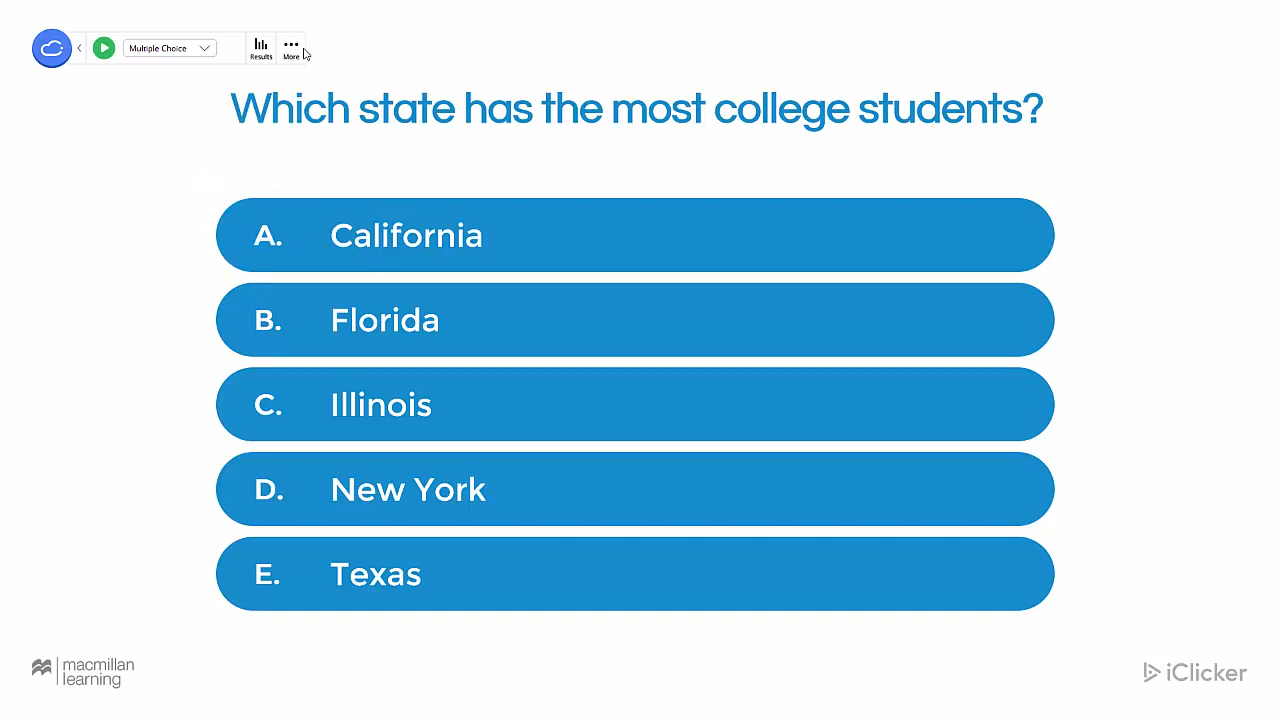 Multiple Choice
Results
More
Which state has the most college students?
A. California
B. Florida
C. Illinois
D. New York
E. Texas
macmillan
learning
iClicker